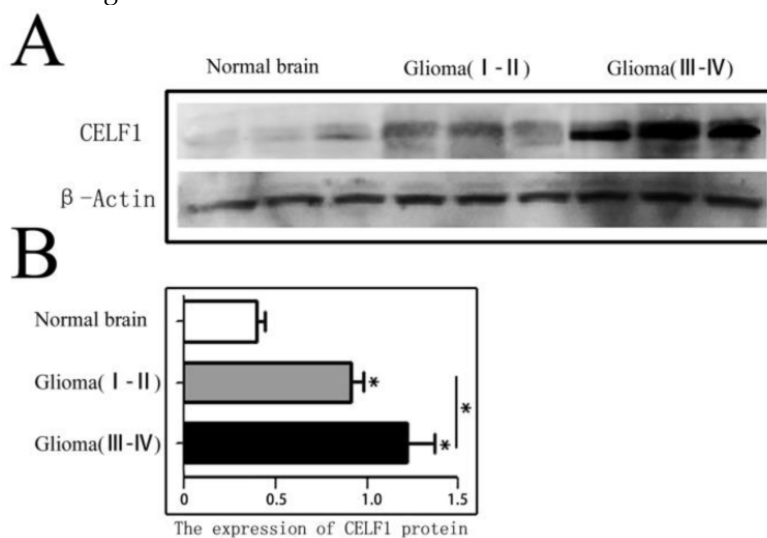 A
Normal brain Glioma(Ⅰ-Ⅱ) Glioma(Ⅲ-Ⅳ)
CELF1
β-Actin
B
Normal brain
Glioma(Ⅰ-Ⅱ)
*
*
Glioma(Ⅲ-Ⅳ)
*
0 0.5 1.0 1.5
The expression of CELF1 protein